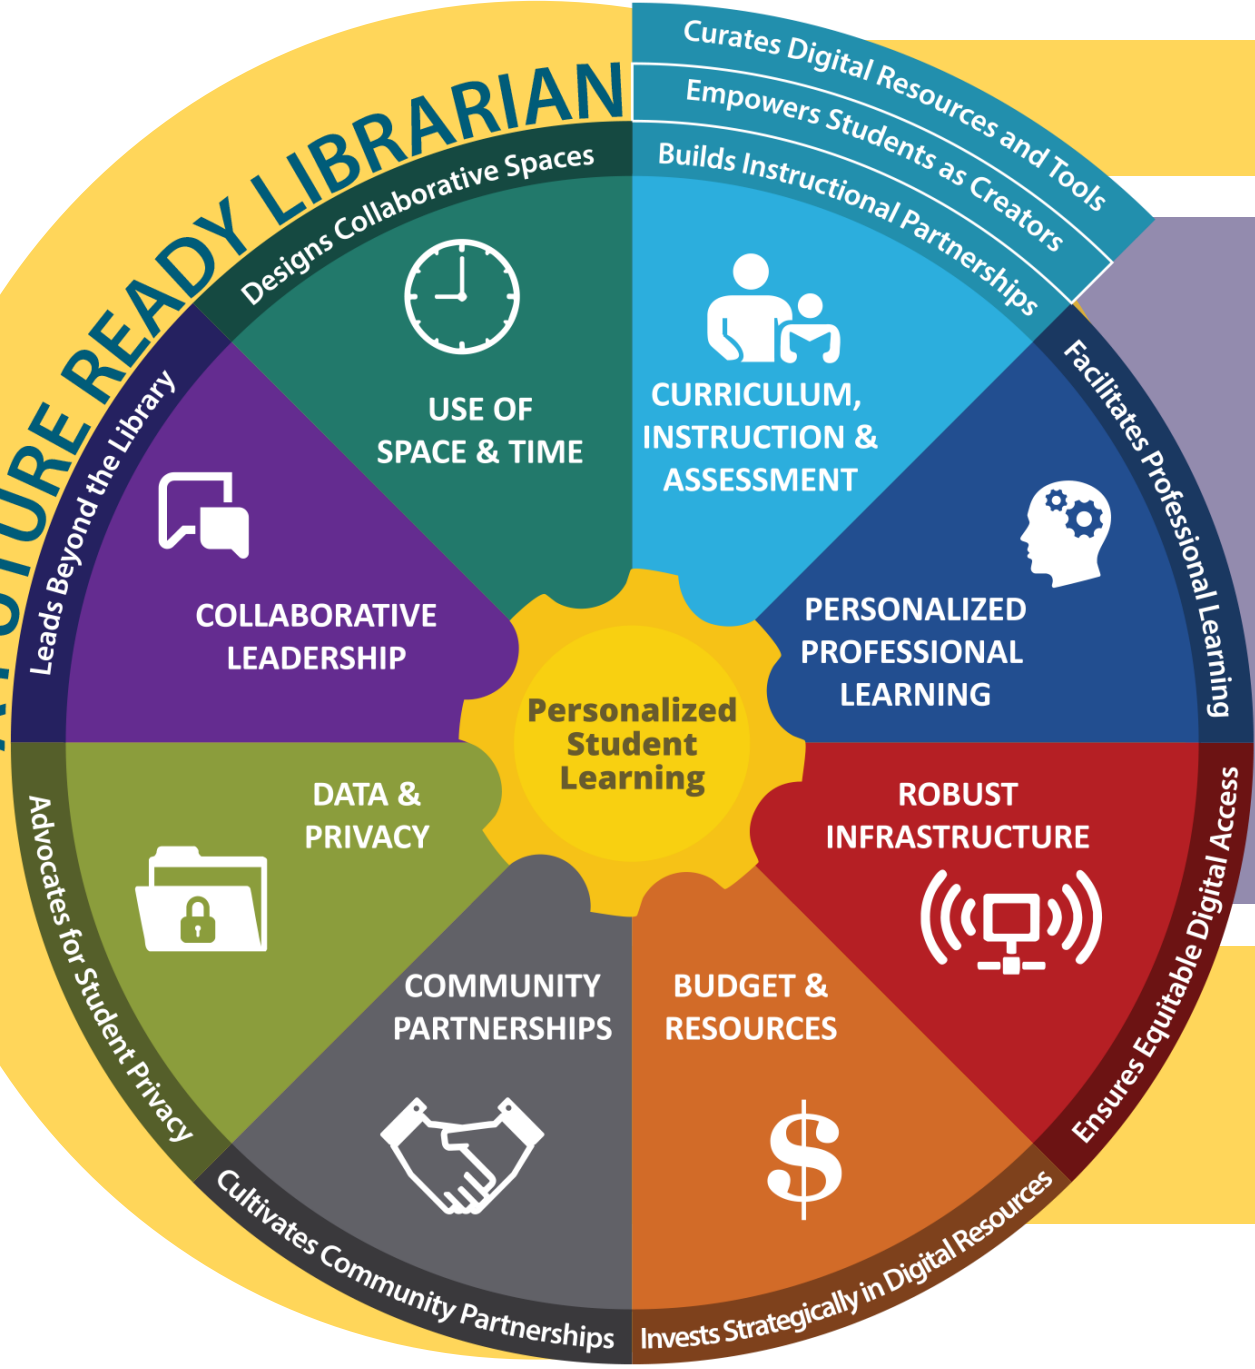 FUTURE READY LIBRARIAN
Curates Digital Resources and Tools
Empowers Students as Creators
Builds Instructional Partnerships
CURRICULUM,
INSTRUCTION &
ASSESSMENT
Facilitates Professional Learning
PERSONALIZED
PROFESSIONAL
LEARNING
Ensures Equitable Digital Access
ROBUST
INFRASTRUCTURE
Invests Strategically in Digital Resources
BUDGET &
RESOURCES
$
Cultivates Community Partnerships
COMMUNITY
PARTNERSHIPS
Advocates for Student Privacy
DATA &
PRIVACY
Leads Beyond the Library
COLLABORATIVE
LEADERSHIP
Designs Collaborative Spaces
USE OF
SPACE & TIME
Personalized
Student
Learning